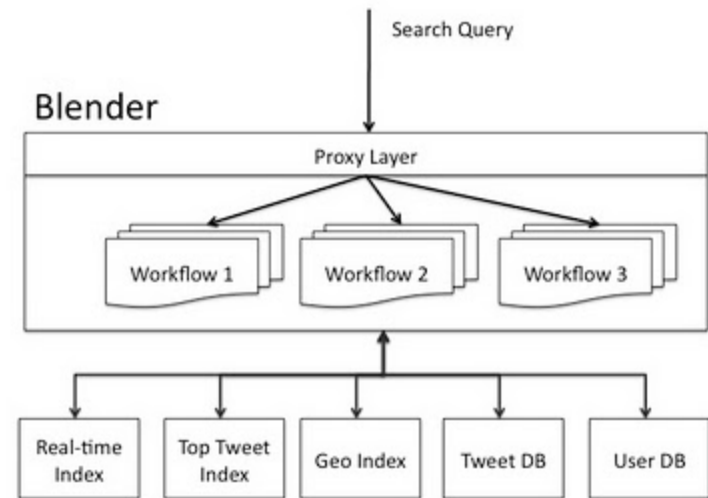 Search Query
Blender
Proxy Layer
Workflow 1
Workflow 2
Workflow 3
Real-time
Index
Top Tweet
Index
Geo Index
Tweet DB
User DB